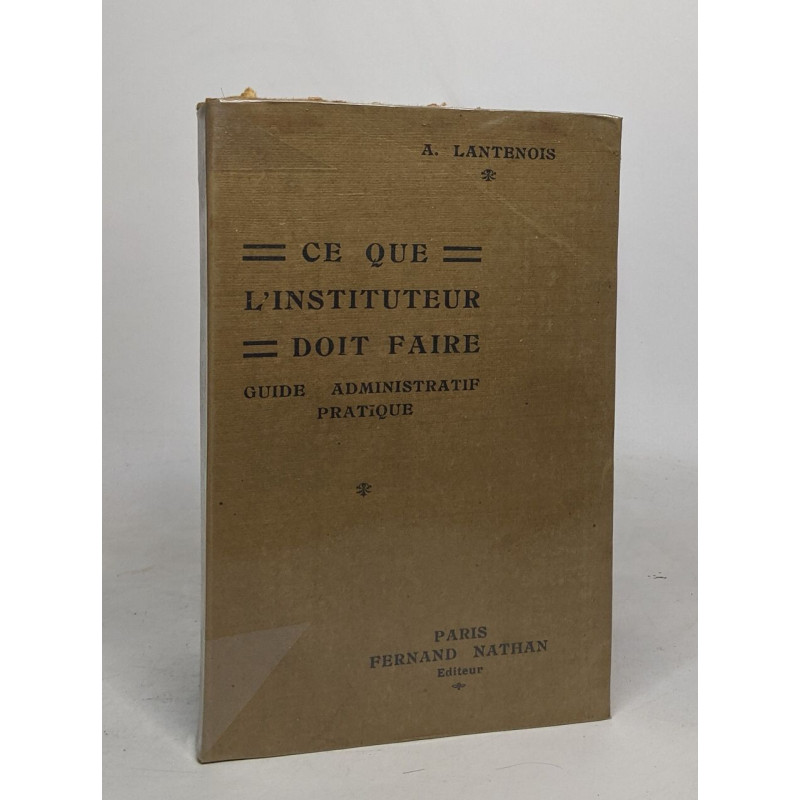 A. LANTENOIS
CE QUE
L'INSTITUTEUR
DOIT FAIRE
GUIDE ADMINISTRATIF
PRATiQUE
PARIS
FERNAND NATHAN
Editeur